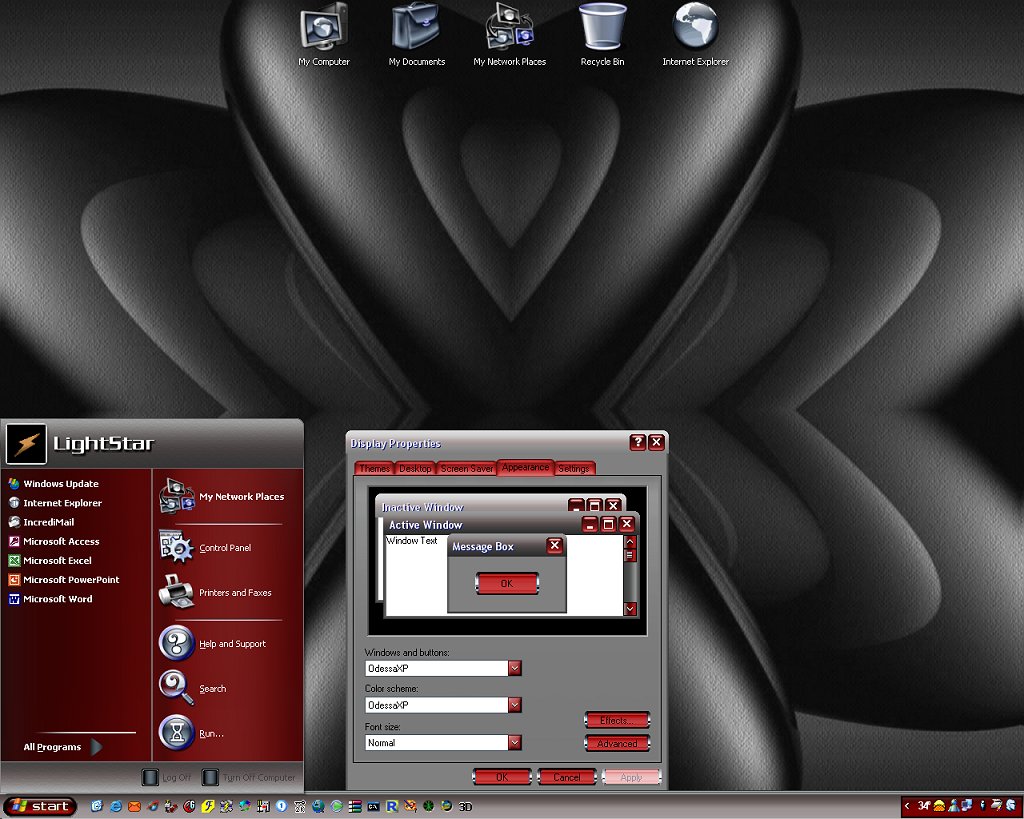 My Computer
My Documents
My Network Places
Recycle Bin
Internet Explorer
LightStar
Windows Update
Internet Explorer
IncrediMail
Microsoft Access
Microsoft Excel
Microsoft PowerPoint
Microsoft Word
All Programs
My Network Places
Control Panel
Printers and Faxes
Help and Support
Search
Run...
Log Off
Turn Off Computer
Display Properties
Themes
Desktop
Screen Saver
Appearance
Settings
Inactive Window
Active Window
Window Text
Message Box
OK
Windows and buttons:
OdessaXP
Color scheme:
OdessaXP
Font size:
Normal
Effects...
Advanced
OK
Cancel
Apply
start
3D
34°